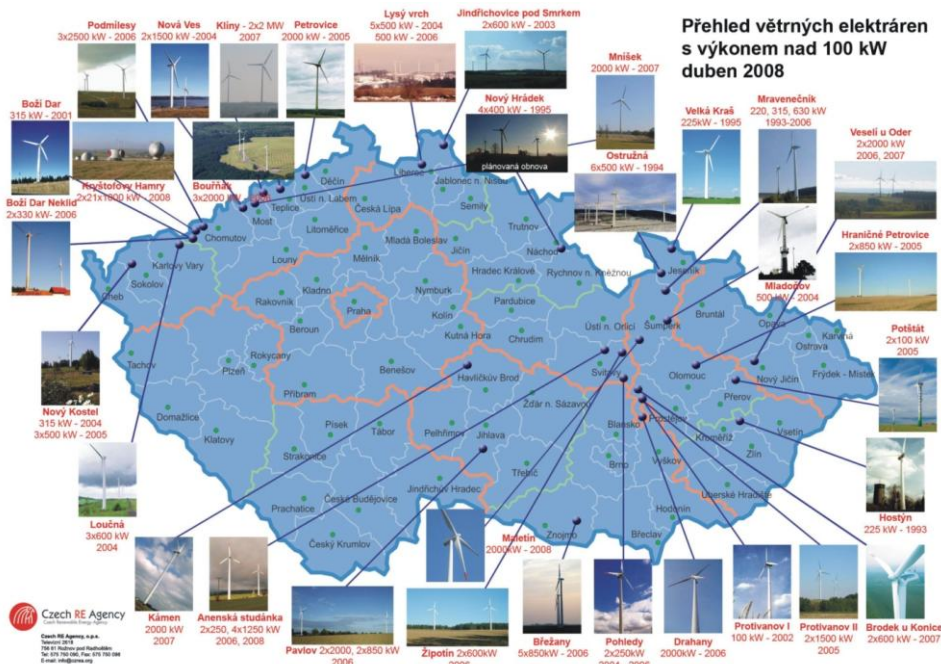 Přehled větrných elektráren
s výkonem nad 100 kW
duben 2008
Podmílesy
3x2500 kW - 2006
Nová Ves
2x1500 kW -2004
Klíny - 2x2 MW
2007
Petrovice
2000 kW - 2005
Lysý vrch
5x500 kW - 2004
500 kW - 2006
Jindřichovice pod Smrkem
2x600 kW - 2003
Mníšek
2000 kW - 2007
Nový Hrádek
4x400 kW - 1995
plánovaná obnova
Ostružná
6x500 kW - 1994
Velká Kraš
225kW - 1995
Mravenečník
220, 315, 630 kW
1993-2006
Veselí u Oder
2x2000 kW
2006, 2007
Boží Dar
315 kW - 2001
Kryštofovy Hamry
2x21x1000 kW - 2008
Bouřňák
3x2000 kW
Boží Dar Neklid
2x330 kW- 2006
Hraničné Petrovice
2x850 kW - 2005
Mladoňov
500 kW - 2004
Potštát
2x100 kW
2005
Nový Kostel
315 kW - 2004
3x500 kW - 2005
Loučná
3x600 kW
2004
Hostýn
225 kW - 1993
Děčín
Liberec
Jablonec n. Nisou
Ústí n. Labem
Teplice
Most
Česká Lípa
Semily
Chomutov
Litoměřice
Trutnov
Louny
Mladá Boleslav
Jičín
Náchod
Mělník
Karlovy Vary
Sokolov
Cheb
Hradec Králové
Rychnov n. Kněžnou
Jeseník
Rakovník
Kladno
Praha
Nymburk
Kolín
Pardubice
Bruntál
Opava
Beroun
Kutná Hora
Chrudim
Ústí n. Orlicí
Šumperk
Karviná
Ostrava
Tachov
Plzeň
Rokycany
Benešov
Příbram
Havlíčkův Brod
Svitavy
Olomouc
Nový Jičín
Frýdek - Místek
Přerov
Domažlice
Klatovy
Písek
Tábor
Žďár n. Sázavou
Pelhřimov
Jihlava
Blansko
Prostějov
Kroměříž
Vsetín
Zlín
Strakonice
Třebíč
Brno
Vyškov
Prachatice
České Budějovice
Jindřichův Hradec
Uherské Hradiště
Hodonín
Český Krumlov
Znojmo
Břeclav
Maletín
2000kW - 2008
Kámen
2000 kW
2007
Anenská studánka
2x250, 4x1250 kW
2006, 2008
Pavlov 2x2000, 2x850 kW
2006
Žipotín 2x600kW
Břežany
5x850kW - 2006
Pohledy
2x250kW
Drahany
2000kW - 2006
Protivanov I
100 kW - 2002
Protivanov II
2x1500 kW
2005
Brodek u Konice
2x600 kW - 2007
Czech RE Agency
Czech Renewable Energy Agency
Czech RE Agency, o.p.s.